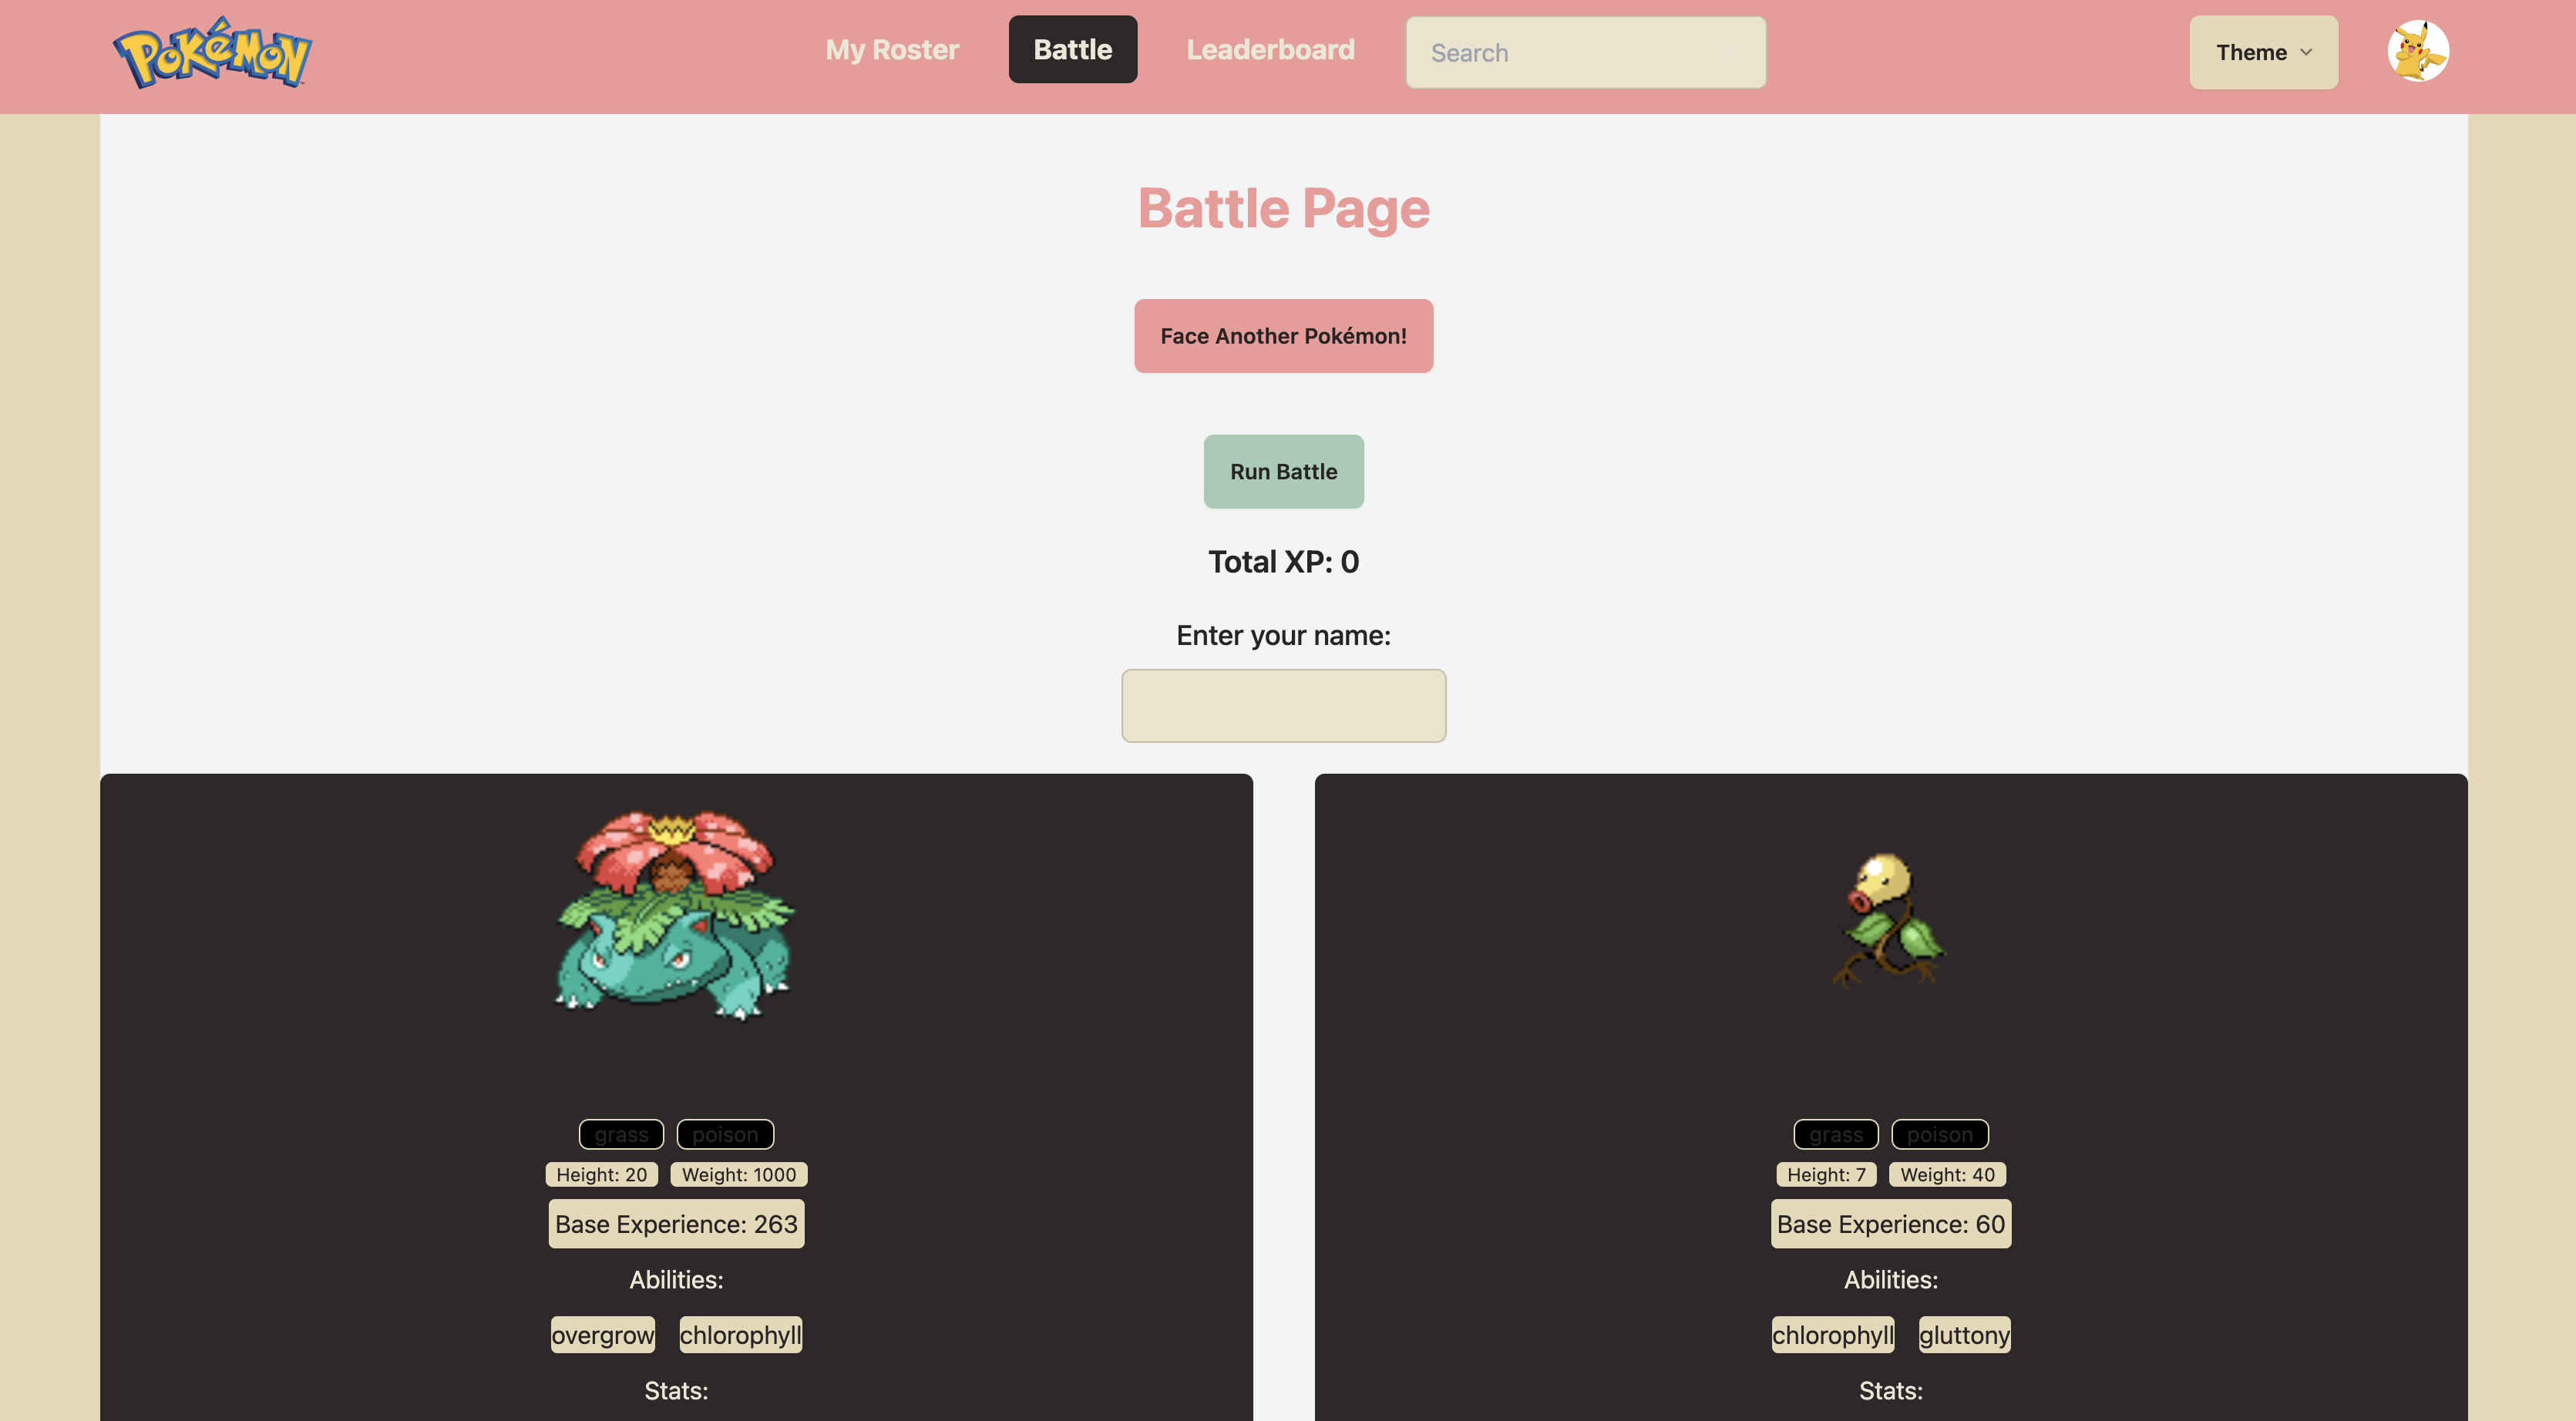 POKéMON
My Roster Battle Leaderboard Search Theme
Battle Page
Face Another Pokémon!
Run Battle
Total XP: 0
Enter your name:
grass poison
Height: 20 Weight: 1000
Base Experience: 263
Abilities:
overgrow chlorophyll
Stats:
grass poison
Height: 7 Weight: 40
Base Experience: 60
Abilities:
chlorophyll gluttony
Stats: